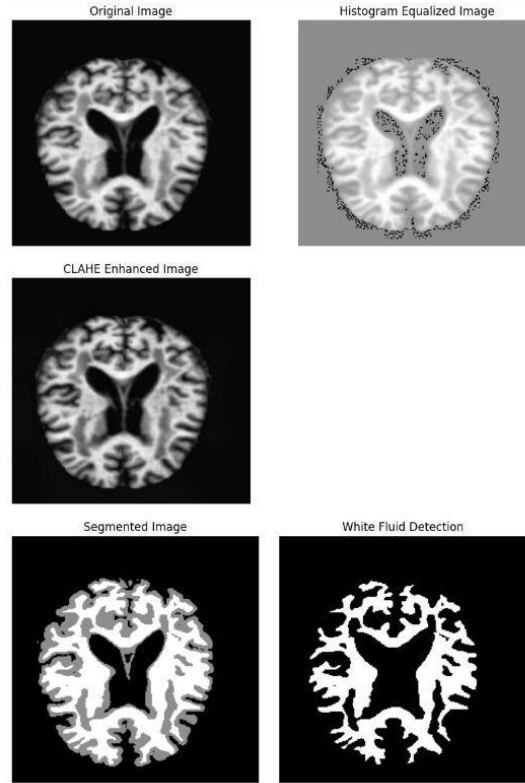 Original Image
Histogram Equalized Image
CLAHE Enhanced Image
Segmented Image
White Fluid Detection